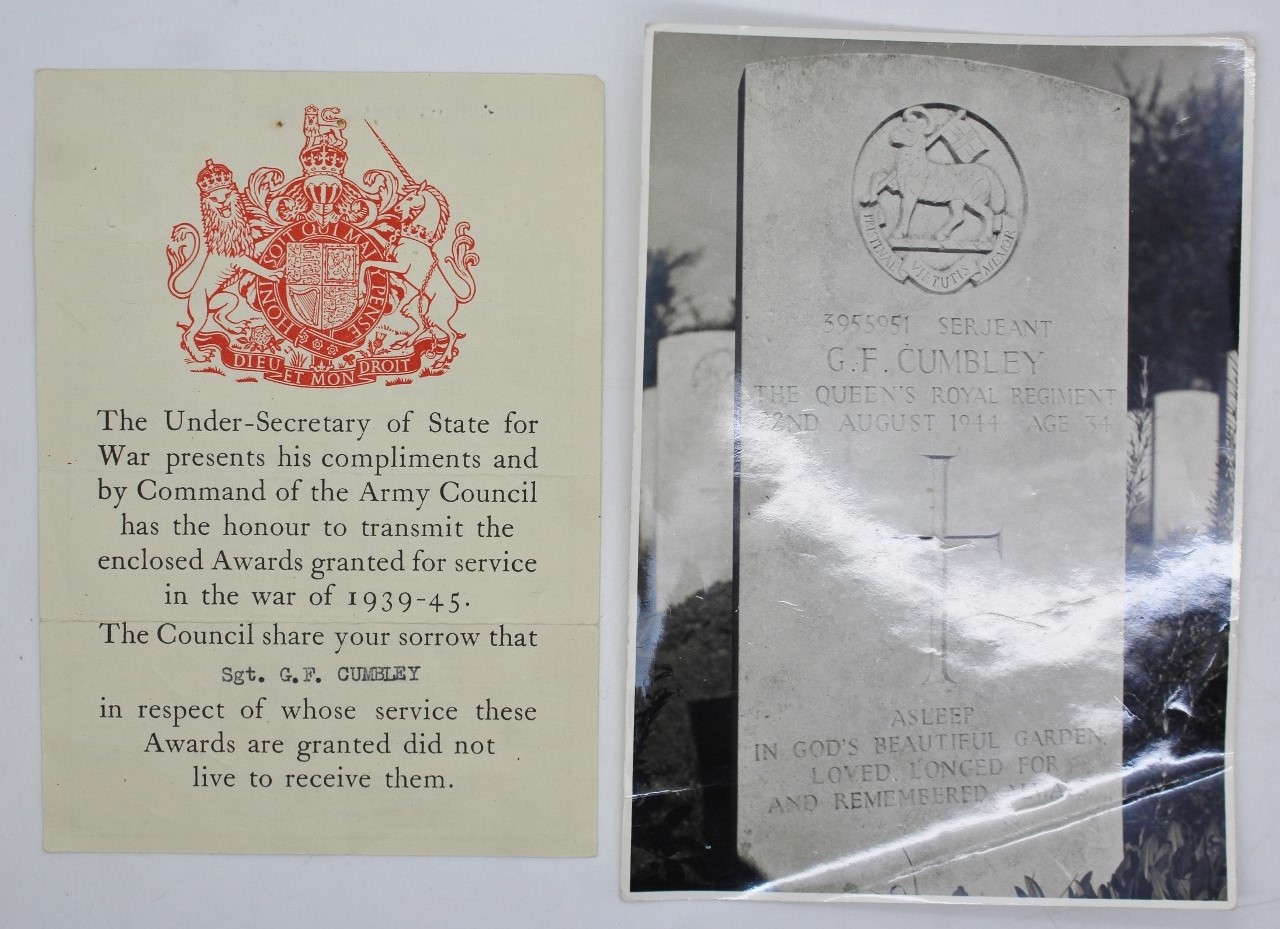 HONI SOIT QUI MAL Y PENSE
DIEU ET MON DROIT
The Under-Secretary of State for
War presents his compliments and
by Command of the Army Council
has the honour to transmit the
enclosed Awards granted for service
in the war of 1939-45.
The Council share your sorrow that
Sgt. G.F. CUMBLEY
in respect of whose service these
Awards are granted did not
live to receive them.
PRISTINAE VIRTUTIS MEMOR
3955951 SERJEANT
G. F. CUMBLEY
THE QUEEN'S ROYAL REGIMENT
22ND AUGUST 1944 AGE 34
ASLEEP
IN GOD'S BEAUTIFUL GARDEN.
LOVED, LONGED FOR
AND REMEMBERED